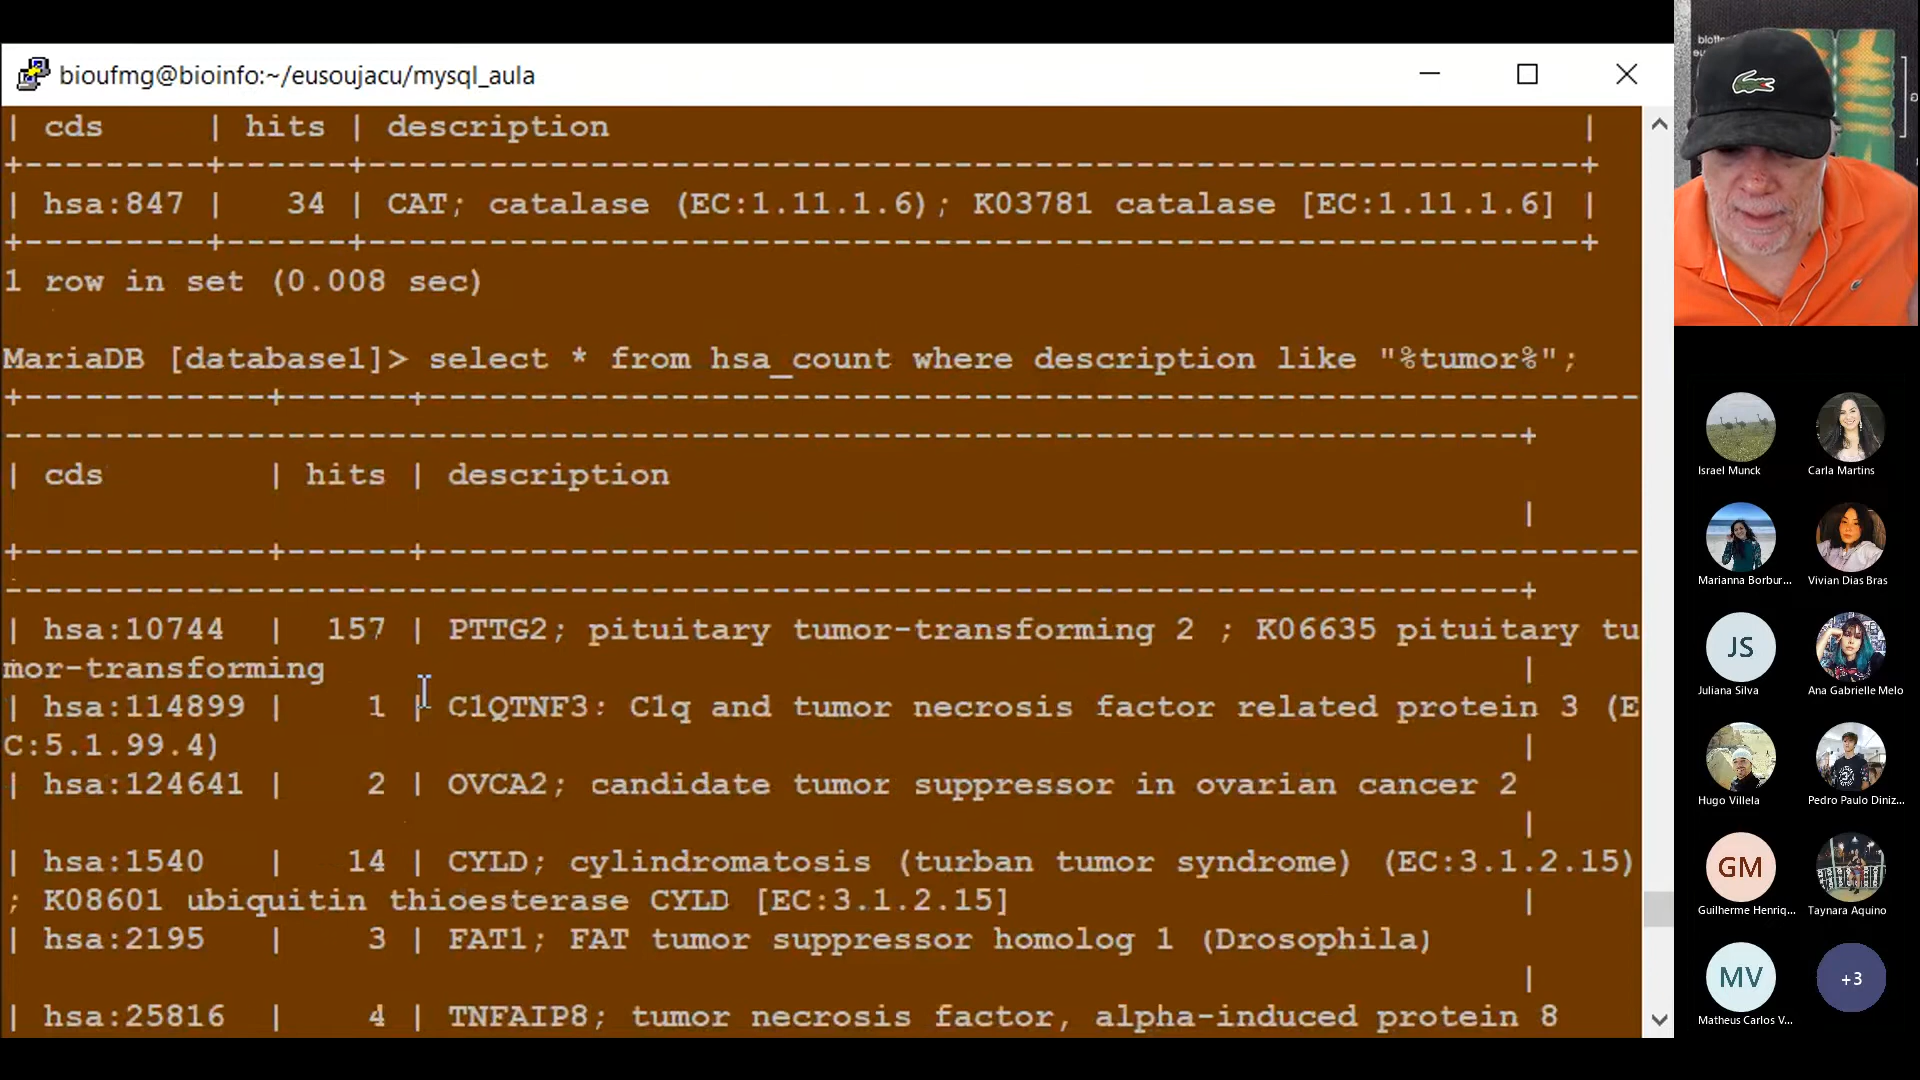 bioufmg@bioinfo:~/eusoujacu/mysql_aula
| cds      | hits | description                                                 |
+---------+------+-------------------------------------------------------------+
| hsa:847 |   34 | CAT; catalase (EC:1.11.1.6); K03781 catalase [EC:1.11.1.6] |
+---------+------+-------------------------------------------------------------+
1 row in set (0.008 sec)
MariaDB [database1]> select * from hsa_count where description like "%tumor%";
+------------+------+------------------------------------------------------------
---------------------------------------------------------------------------+
| cds        | hits | description
|
+------------+------+------------------------------------------------------------
---------------------------------------------------------------------------+
| hsa:10744  |  157 | PTTG2; pituitary tumor-transforming 2 ; K06635 pituitary tu
mor-transforming                                                           |
| hsa:114899 |    1 | C1QTNF3; C1q and tumor necrosis factor related protein 3 (E
C:5.1.99.4)                                                                |
| hsa:124641 |    2 | OVCA2; candidate tumor suppressor in ovarian cancer 2
|
| hsa:1540   |   14 | CYLD; cylindromatosis (turban tumor syndrome) (EC:3.1.2.15)
; K08601 ubiquitin thioesterase CYLD [EC:3.1.2.15]                         |
| hsa:2195   |    3 | FAT1; FAT tumor suppressor homolog 1 (Drosophila)
|
| hsa:25816  |    4 | TNFAIP8; tumor necrosis factor, alpha-induced protein 8
Israel Munck
Carla Martins
Marianna Borbur...
Vivian Dias Bras
JS
Juliana Silva
Ana Gabrielle Melo
Hugo Villela
Pedro Paulo Diniz...
GM
Guilherme Henriq...
Taynara Aquino
MV
Matheus Carlos V...
+3